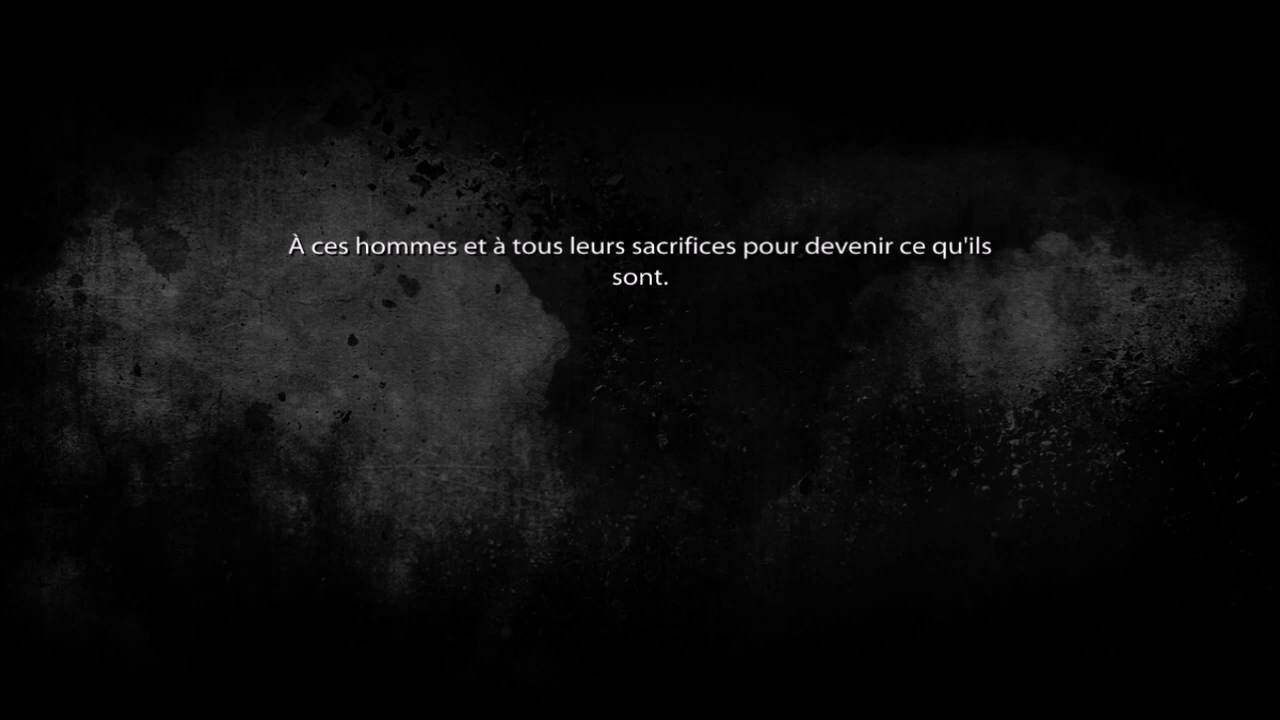 À ces hommes et à tous leurs sacrifices pour devenir ce qu'ils
sont.